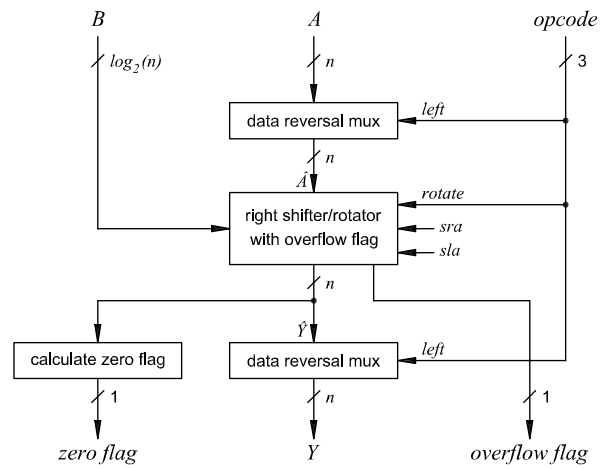 B
A
opcode
log2(n)
n
3
data reversal mux
left
n
Â
right shifter/rotator
with overflow flag
rotate
sra
sla
n
Ŷ
calculate zero flag
data reversal mux
left
1
n
1
zero flag
Y
overflow flag